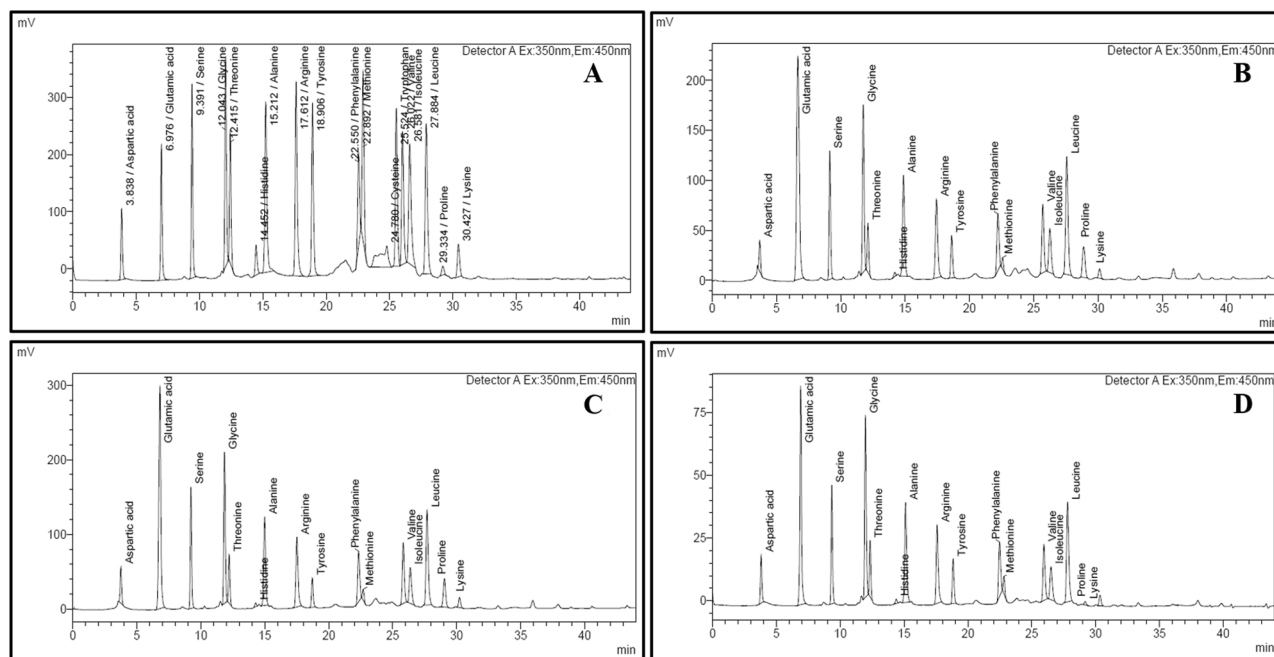 mV
Detector A Ex:350nm,Em:450nm
A
3.838 / Aspartic acid
6.976 / Glutamic acid
9.391 / Serine
12.043 / Glycine
12.415 / Threonine
14.452 / Histidine
15.212 / Alanine
17.612 / Arginine
18.906 / Tyrosine
22.550 / Phenylalanine
22.892 / Methionine
24.780 / Cysteine
25.524 / Tryptophan
26.022 / Valine
26.581 / Isoleucine
27.884 / Leucine
29.334 / Proline
30.427 / Lysine
300
200
100
0
0 10 20 30 40
min
mV
Detector A Ex:350nm,Em:450nm
B
Aspartic acid
Glutamic acid
Serine
Glycine
Threonine
Histidine
Alanine
Arginine
Tyrosine
Phenylalanine
Methionine
Valine
Isoleucine
Leucine
Proline
Lysine
200
150
100
50
0
0 5 10 15 20 25 30 35 40
min
mV
Detector A Ex:350nm,Em:450nm
C
Aspartic acid
Glutamic acid
Serine
Glycine
Threonine
Histidine
Alanine
Arginine
Tyrosine
Phenylalanine
Methionine
Valine
Isoleucine
Leucine
Proline
Lysine
300
200
100
0
0 5 10 15 20 25 30 35 40
min
mV
Detector A Ex:350nm,Em:450nm
D
Aspartic acid
Glutamic acid
Serine
Glycine
Threonine
Histidine
Alanine
Arginine
Tyrosine
Phenylalanine
Methionine
Valine
Isoleucine
Leucine
Proline
Lysine
75
50
25
0
0 5 10 15 20 25 30 35 40
min